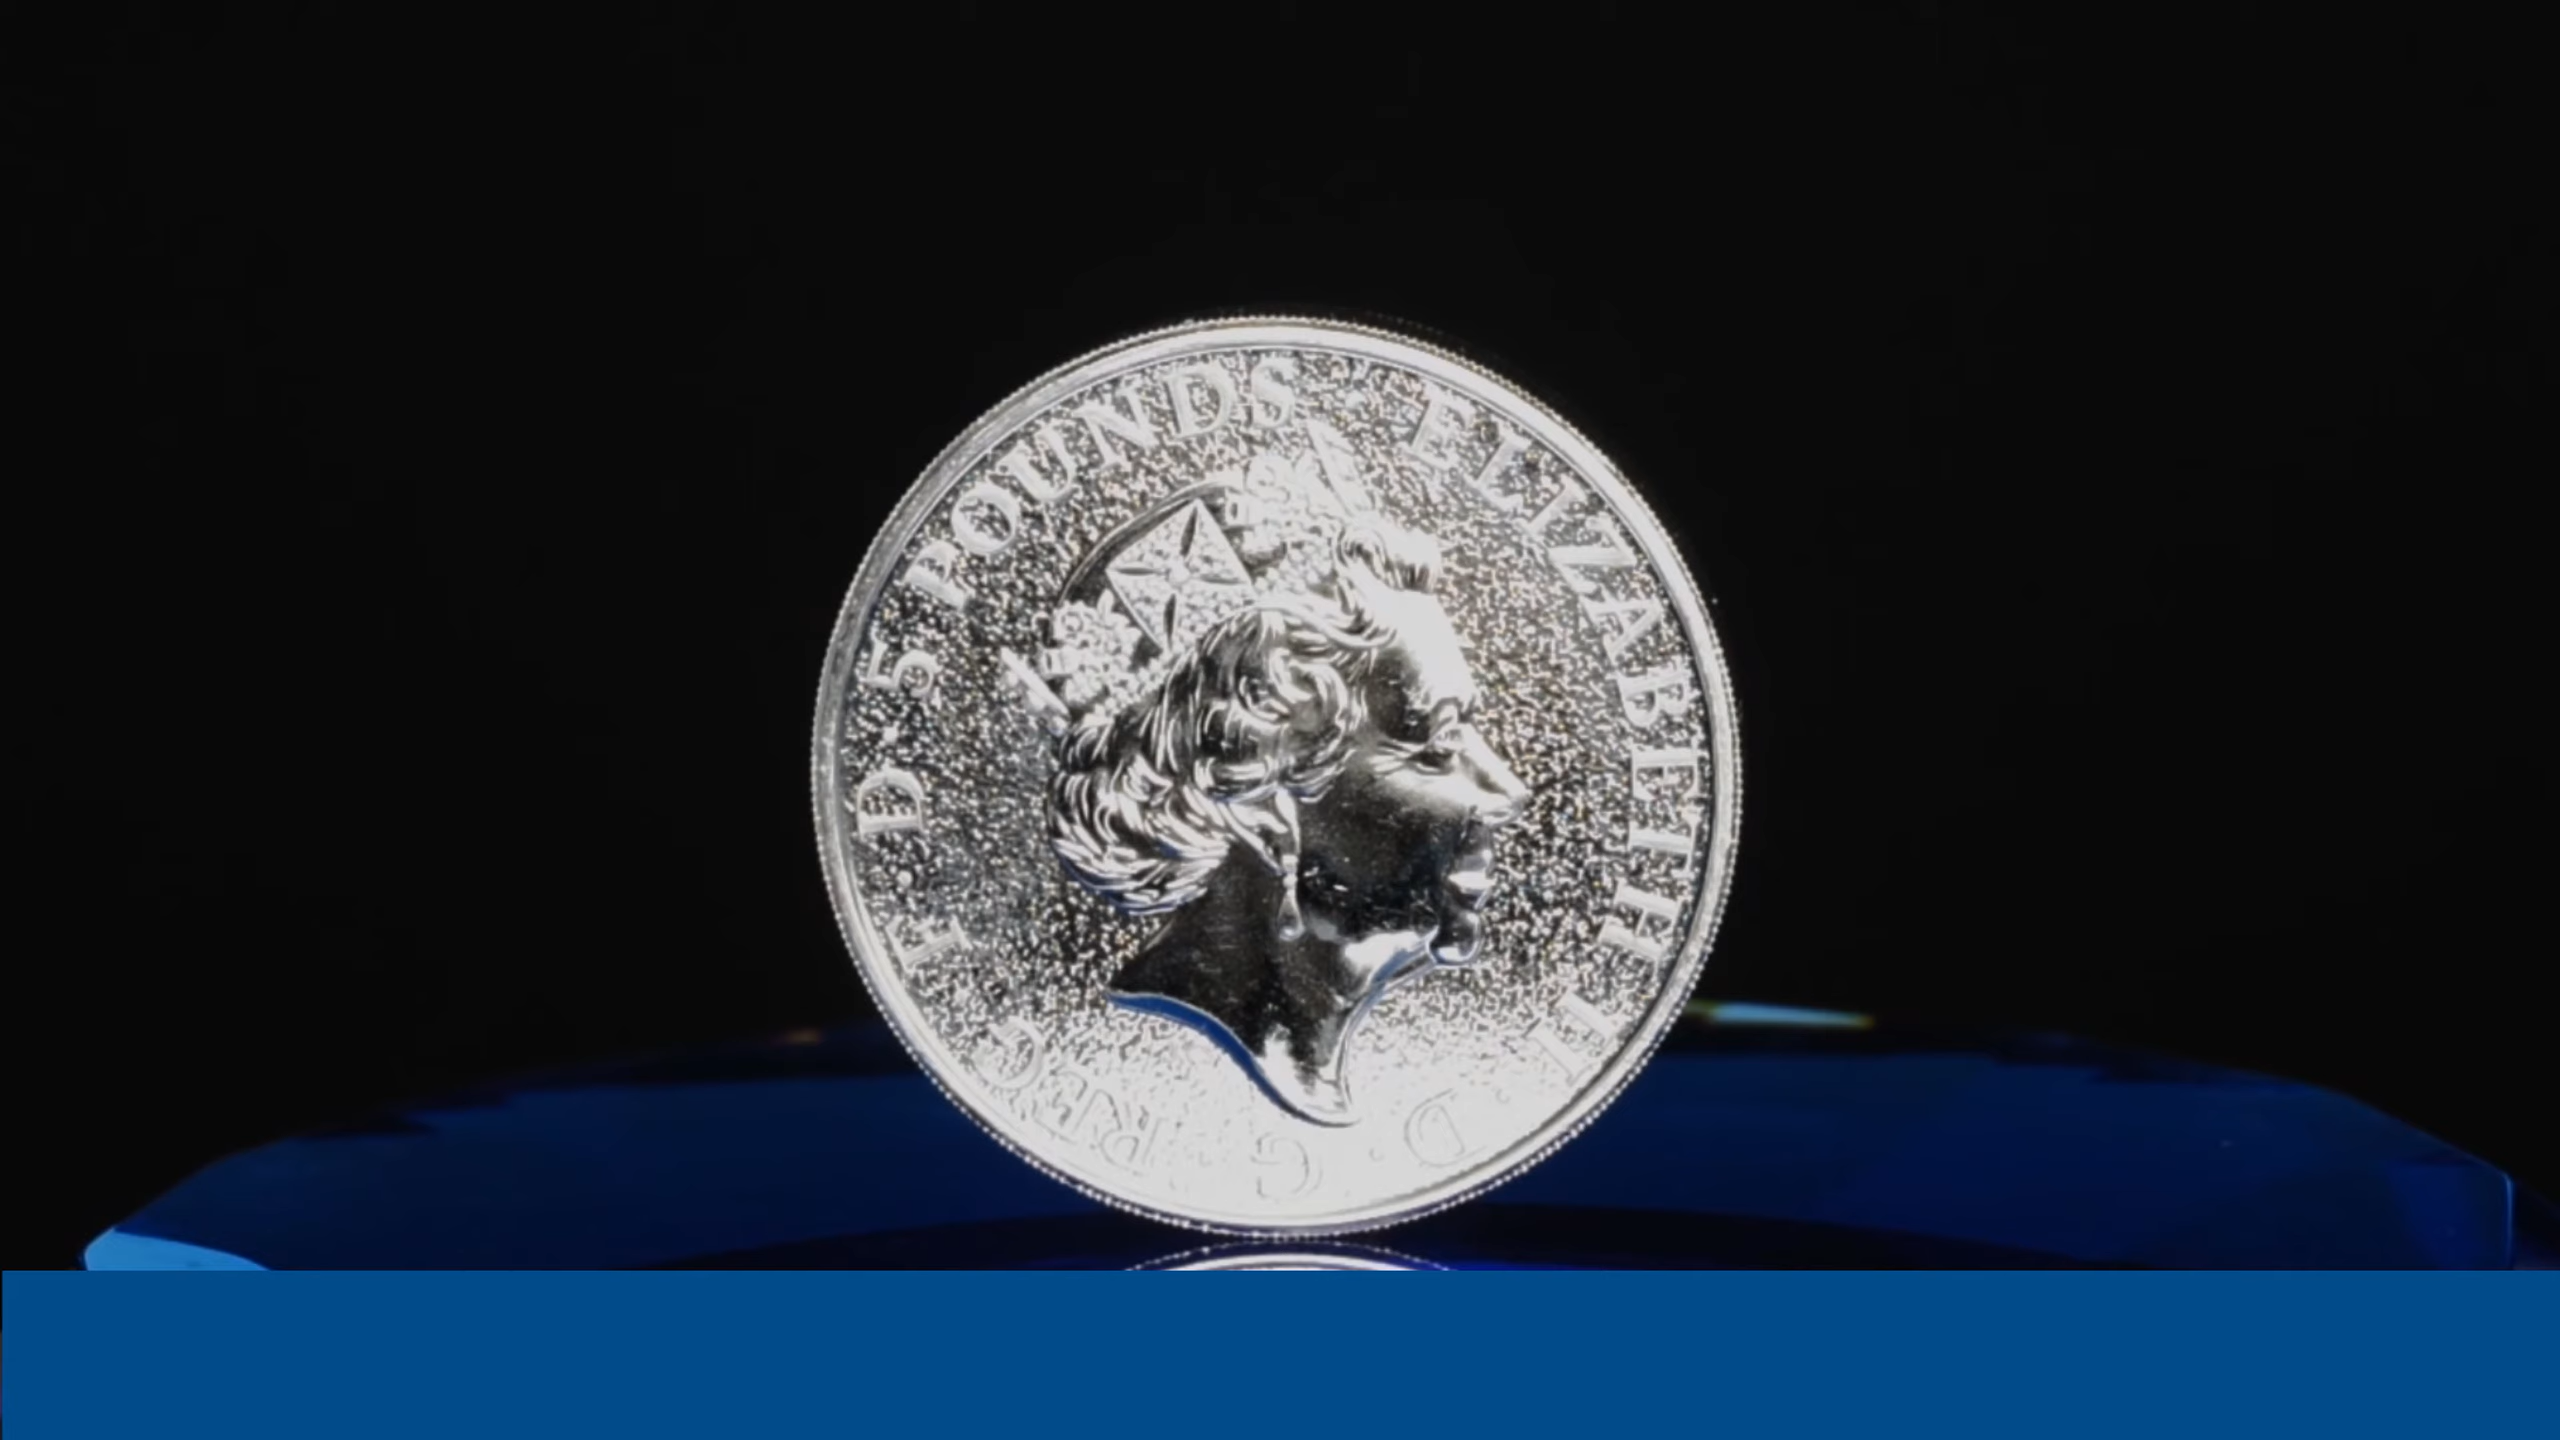 ELIZABETH II · D · G · REG · F · D · 5 POUNDS ·